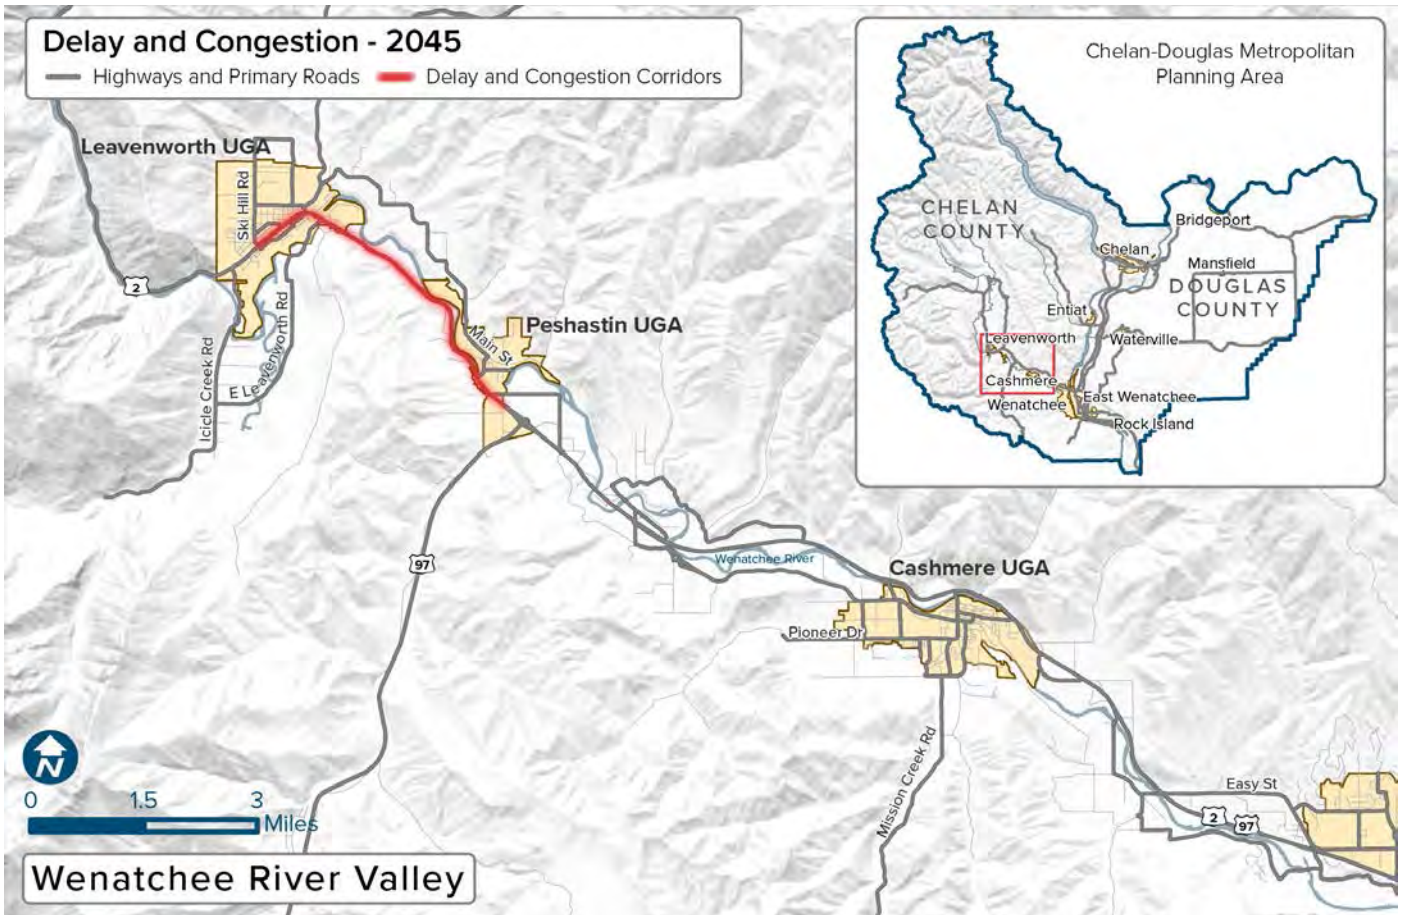 Delay and Congestion - 2045
Highways and Primary Roads
Delay and Congestion Corridors
Chelan-Douglas Metropolitan
Planning Area
CHELAN
COUNTY
Bridgeport
Chelan
Mansfield
DOUGLAS
COUNTY
Entiat
Leavenworth
Waterville
Cashmere
Wenatchee
East Wenatchee
Rock Island
Leavenworth UGA
Ski Hill Rd
2
Icicle Creek Rd
E Leavenworth Rd
Peshastin UGA
Main St
97
Wenatchee River
Cashmere UGA
Pioneer Dr
Mission Creek Rd
Easy St
2
97
N
0 1.5 3
Miles
Wenatchee River Valley